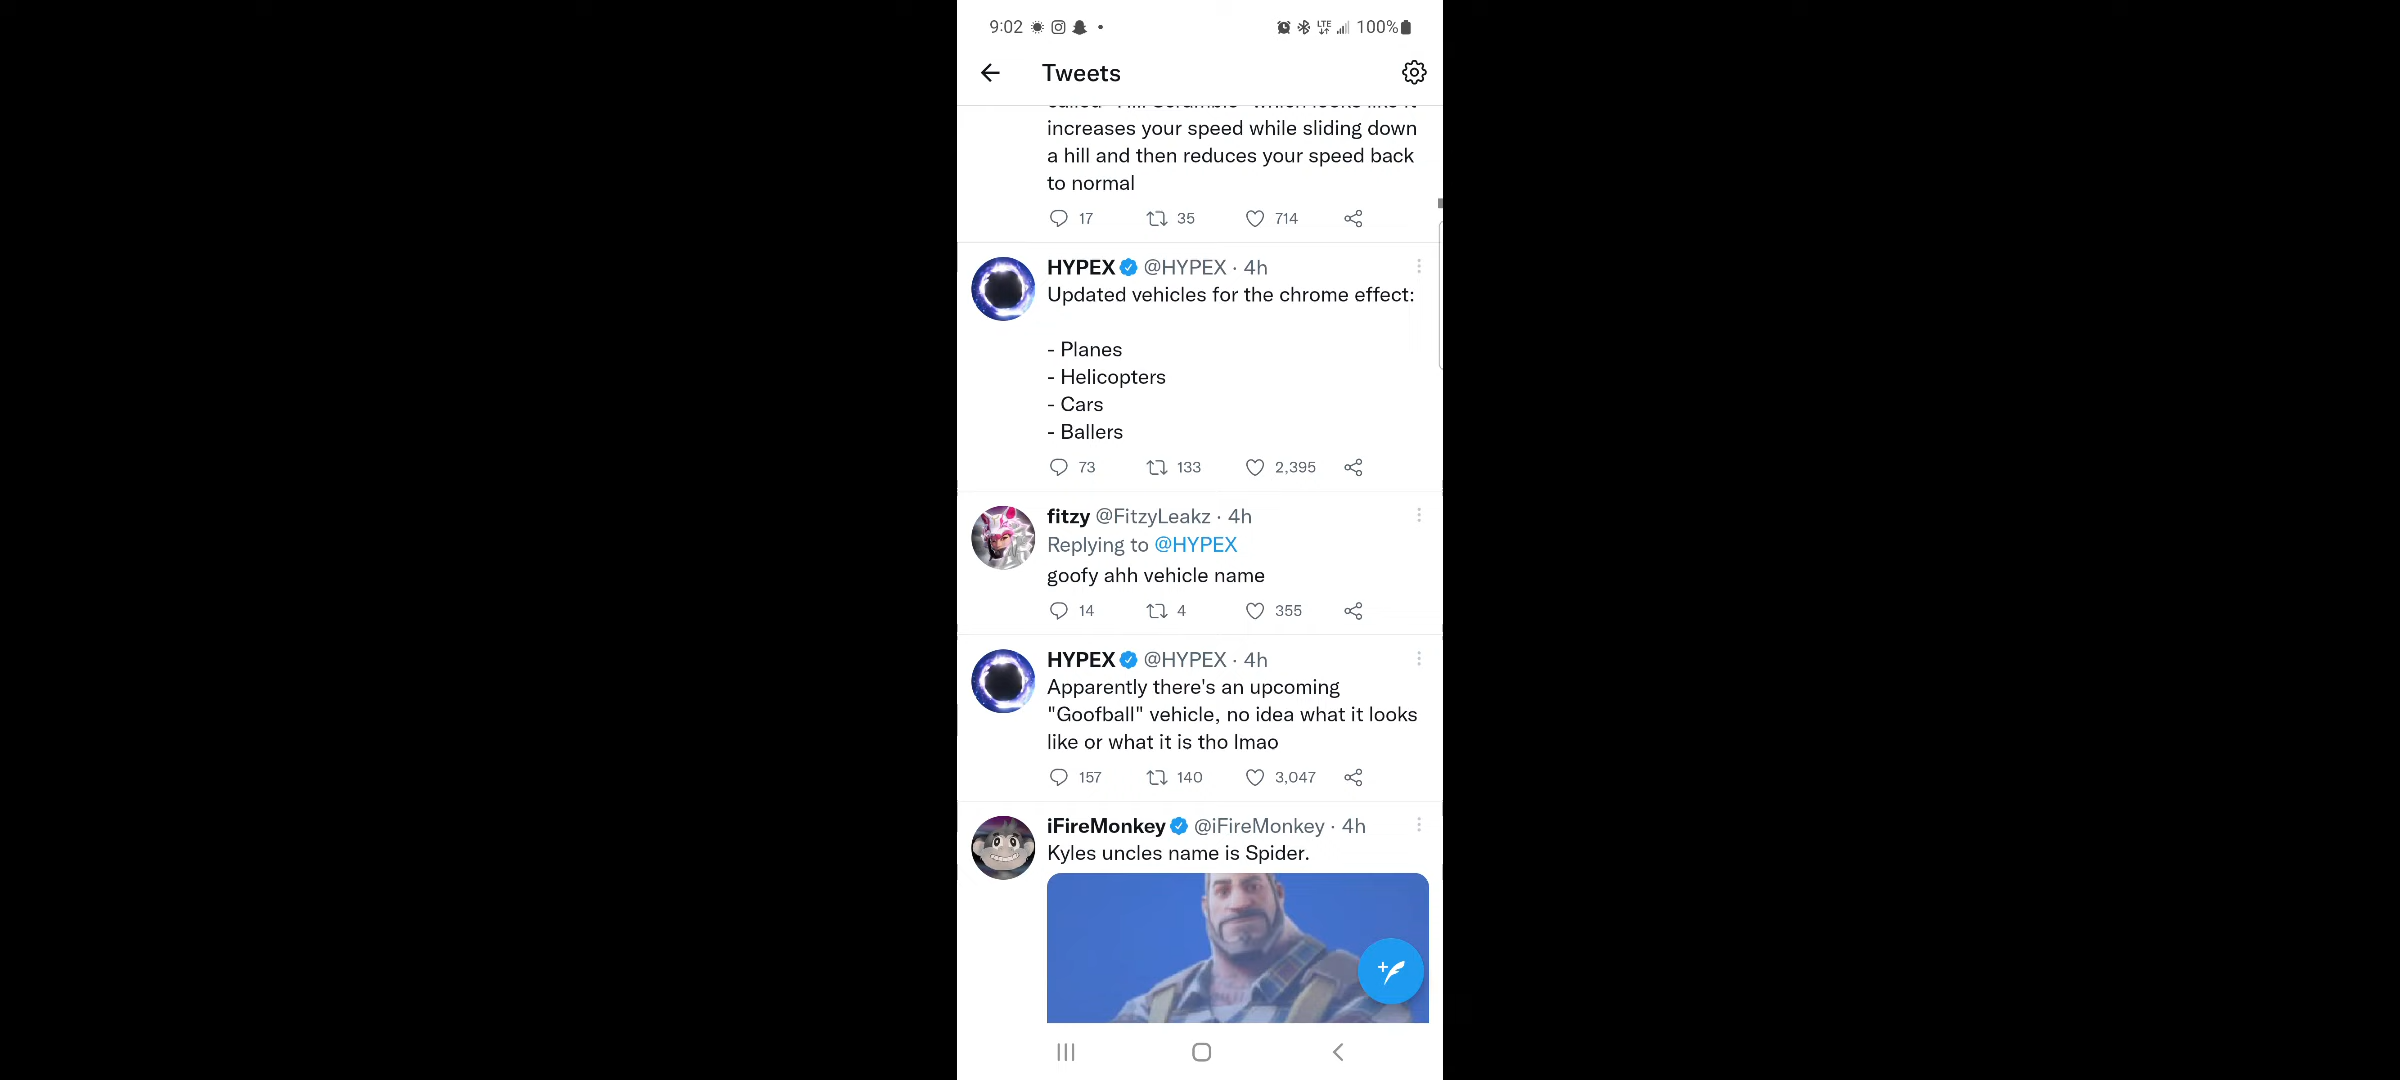 9:02
LTE
100%
Tweets
increases your speed while sliding down
a hill and then reduces your speed back
to normal
17 35 714
HYPEX @HYPEX · 4h
Updated vehicles for the chrome effect:
- Planes
- Helicopters
- Cars
- Ballers
73 133 2,395
fitzy @FitzyLeakz · 4h
Replying to @HYPEX
goofy ahh vehicle name
14 4 355
HYPEX @HYPEX · 4h
Apparently there's an upcoming
"Goofball" vehicle, no idea what it looks
like or what it is tho lmao
157 140 3,047
iFireMonkey @iFireMonkey · 4h
Kyles uncles name is Spider.